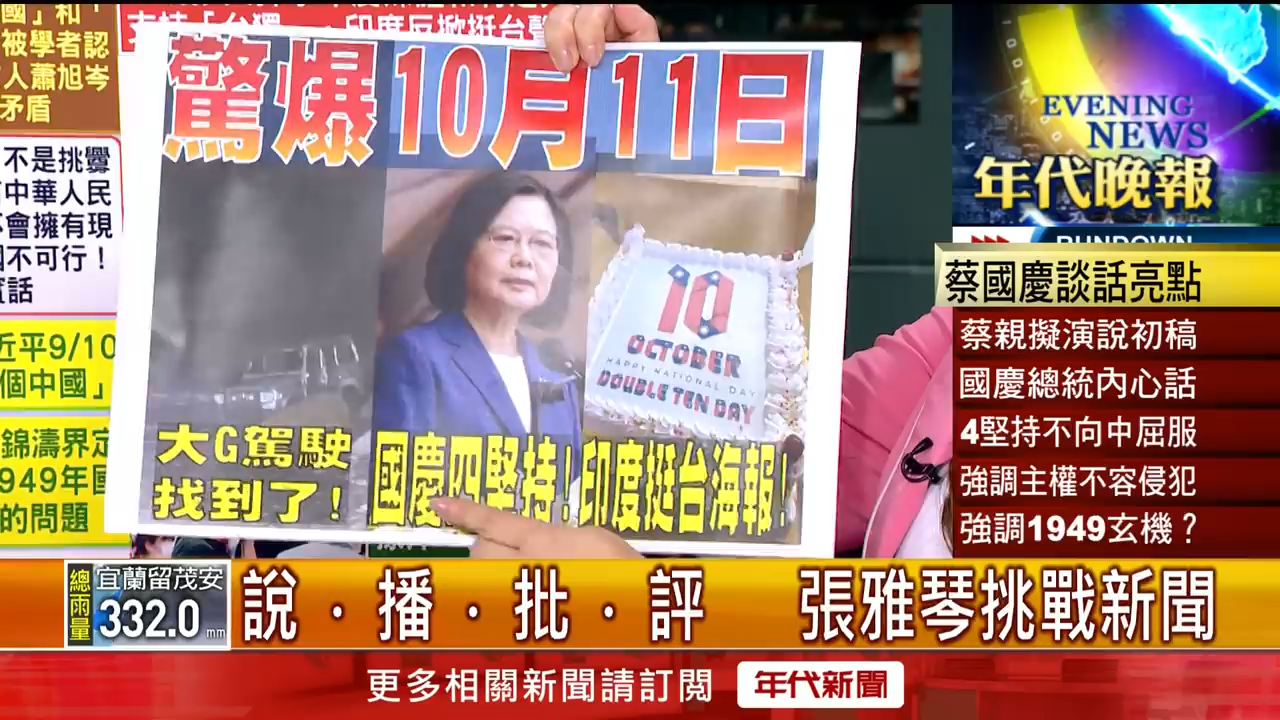 國」和「
被學者認
人蕭旭岑
矛盾
不是挑釁
中華人民
會擁有現
不可行！
近平9/10
個中國」
錦濤界定
949年國
的問題
驚爆10月11日
10
OCTOBER
HAPPY NATIONAL DAY
DOUBLE TEN DAY
大G駕駛
找到了！
國慶四堅持！印度挺台海報！
EVENING
NEWS
年代晚報
RUNDOWN
蔡國慶談話亮點
蔡親擬演說初稿
國慶總統內心話
4堅持不向中屈服
強調主權不容侵犯
強調1949玄機？
總雨量
宜蘭留茂安
332.0mm
說．播．批．評 張雅琴挑戰新聞
更多相關新聞請訂閱
年代新聞